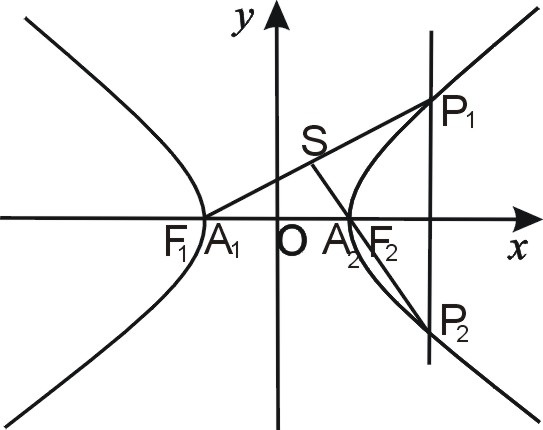 y
P₁
S
F₁ A₁ O A₂ F₂ x
P₂